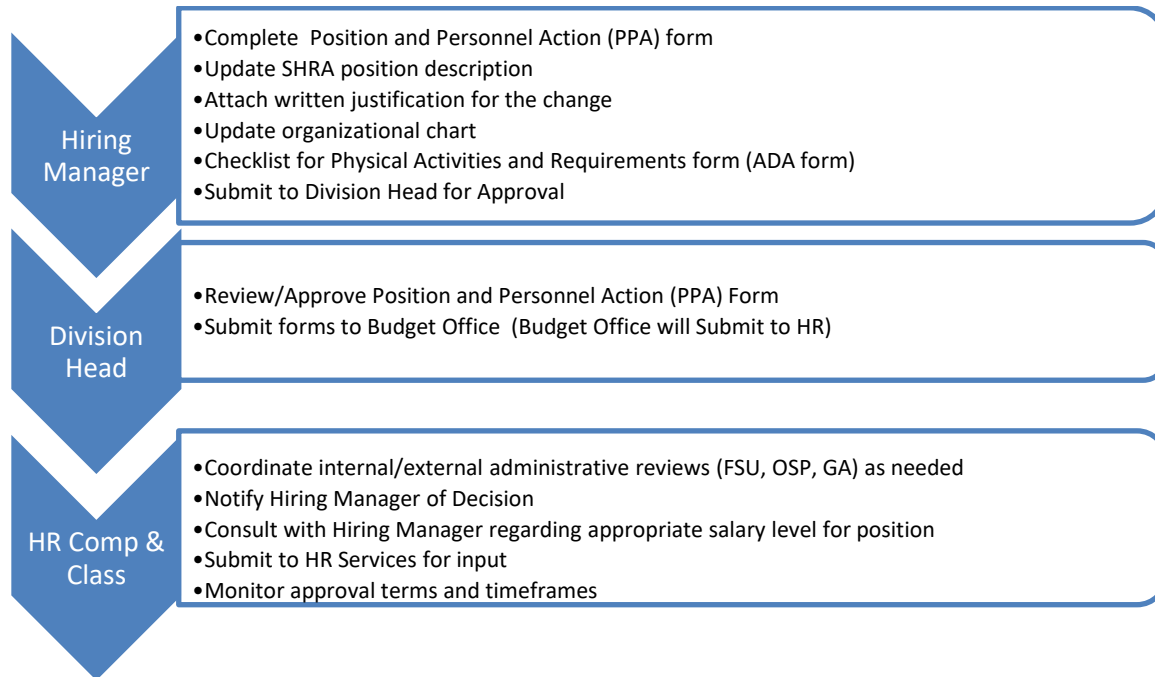 Hiring
Manager
•Complete  Position and Personnel Action (PPA) form
•Update SHRA position description
•Attach written justification for the change
•Update organizational chart
•Checklist for Physical Activities and Requirements form (ADA form)
•Submit to Division Head for Approval
Division
Head
•Review/Approve Position and Personnel Action (PPA) Form
•Submit forms to Budget Office  (Budget Office will Submit to HR)
HR Comp &
Class
•Coordinate internal/external administrative reviews (FSU, OSP, GA) as needed
•Notify Hiring Manager of Decision
•Consult with Hiring Manager regarding appropriate salary level for position
•Submit to HR Services for input
•Monitor approval terms and timeframes